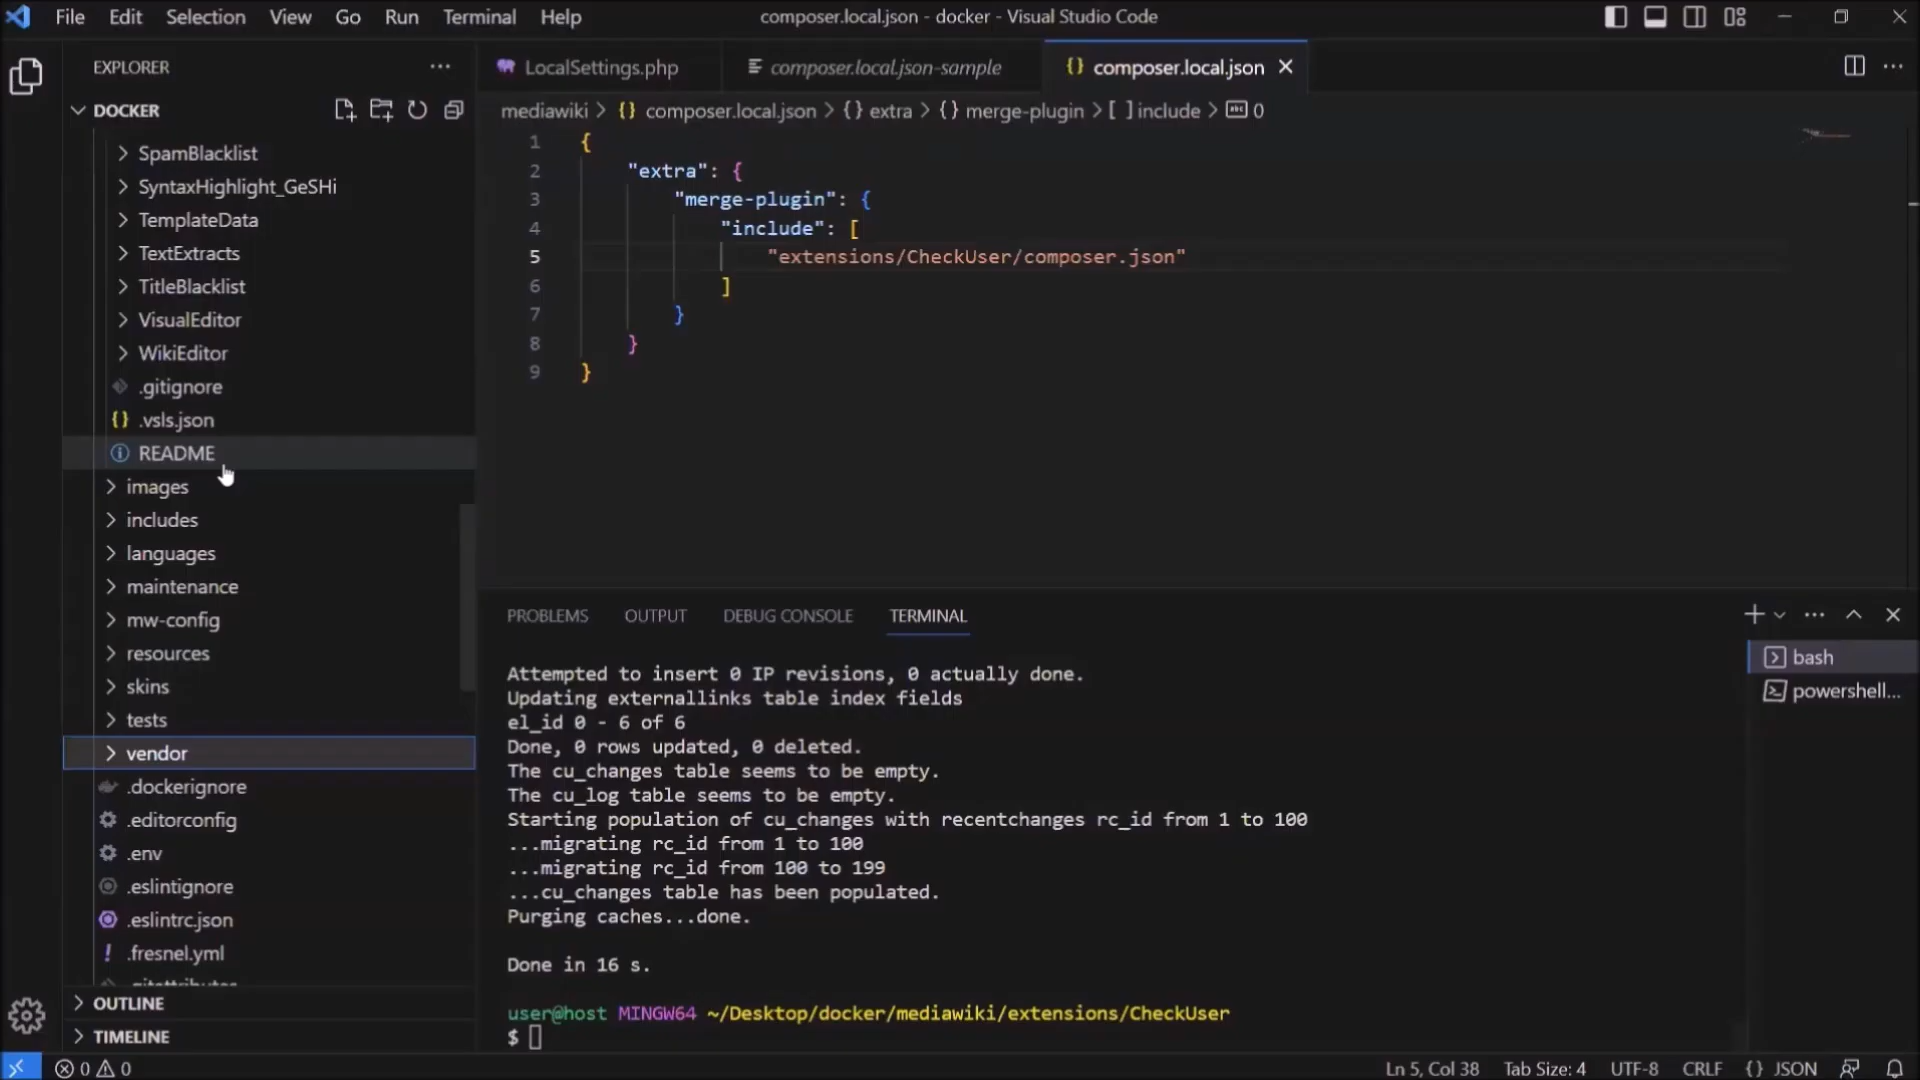 File Edit Selection View Go Run Terminal Help
composer.local.json - docker - Visual Studio Code
EXPLORER
DOCKER
SpamBlacklist
SyntaxHighlight_GeSHi
TemplateData
TextExtracts
TitleBlacklist
VisualEditor
WikiEditor
.gitignore
.vsls.json
README
images
includes
languages
maintenance
mw-config
resources
skins
tests
vendor
.dockerignore
.editorconfig
.env
.eslintignore
.eslintrc.json
.fresnel.yml
.gitattributes
OUTLINE
TIMELINE
LocalSettings.php composer.local.json-sample {} composer.local.json
mediawiki > {} composer.local.json > {} extra > {} merge-plugin > [ ] include > abc 0
1 {
2 "extra": {
3 "merge-plugin": {
4 "include": [
5 "extensions/CheckUser/composer.json"
6 ]
7 }
8 }
9 }
PROBLEMS OUTPUT DEBUG CONSOLE TERMINAL
bash
powershell...
Attempted to insert 0 IP revisions, 0 actually done.
Updating externallinks table index fields
el_id 0 - 6 of 6
Done, 0 rows updated, 0 deleted.
The cu_changes table seems to be empty.
The cu_log table seems to be empty.
Starting population of cu_changes with recentchanges rc_id from 1 to 100
...migrating rc_id from 1 to 100
...migrating rc_id from 100 to 199
...cu_changes table has been populated.
Purging caches...done.
Done in 16 s.
user@host MINGW64 ~/Desktop/docker/mediawiki/extensions/CheckUser
$
0 0 Ln 5, Col 38 Tab Size: 4 UTF-8 CRLF {} JSON